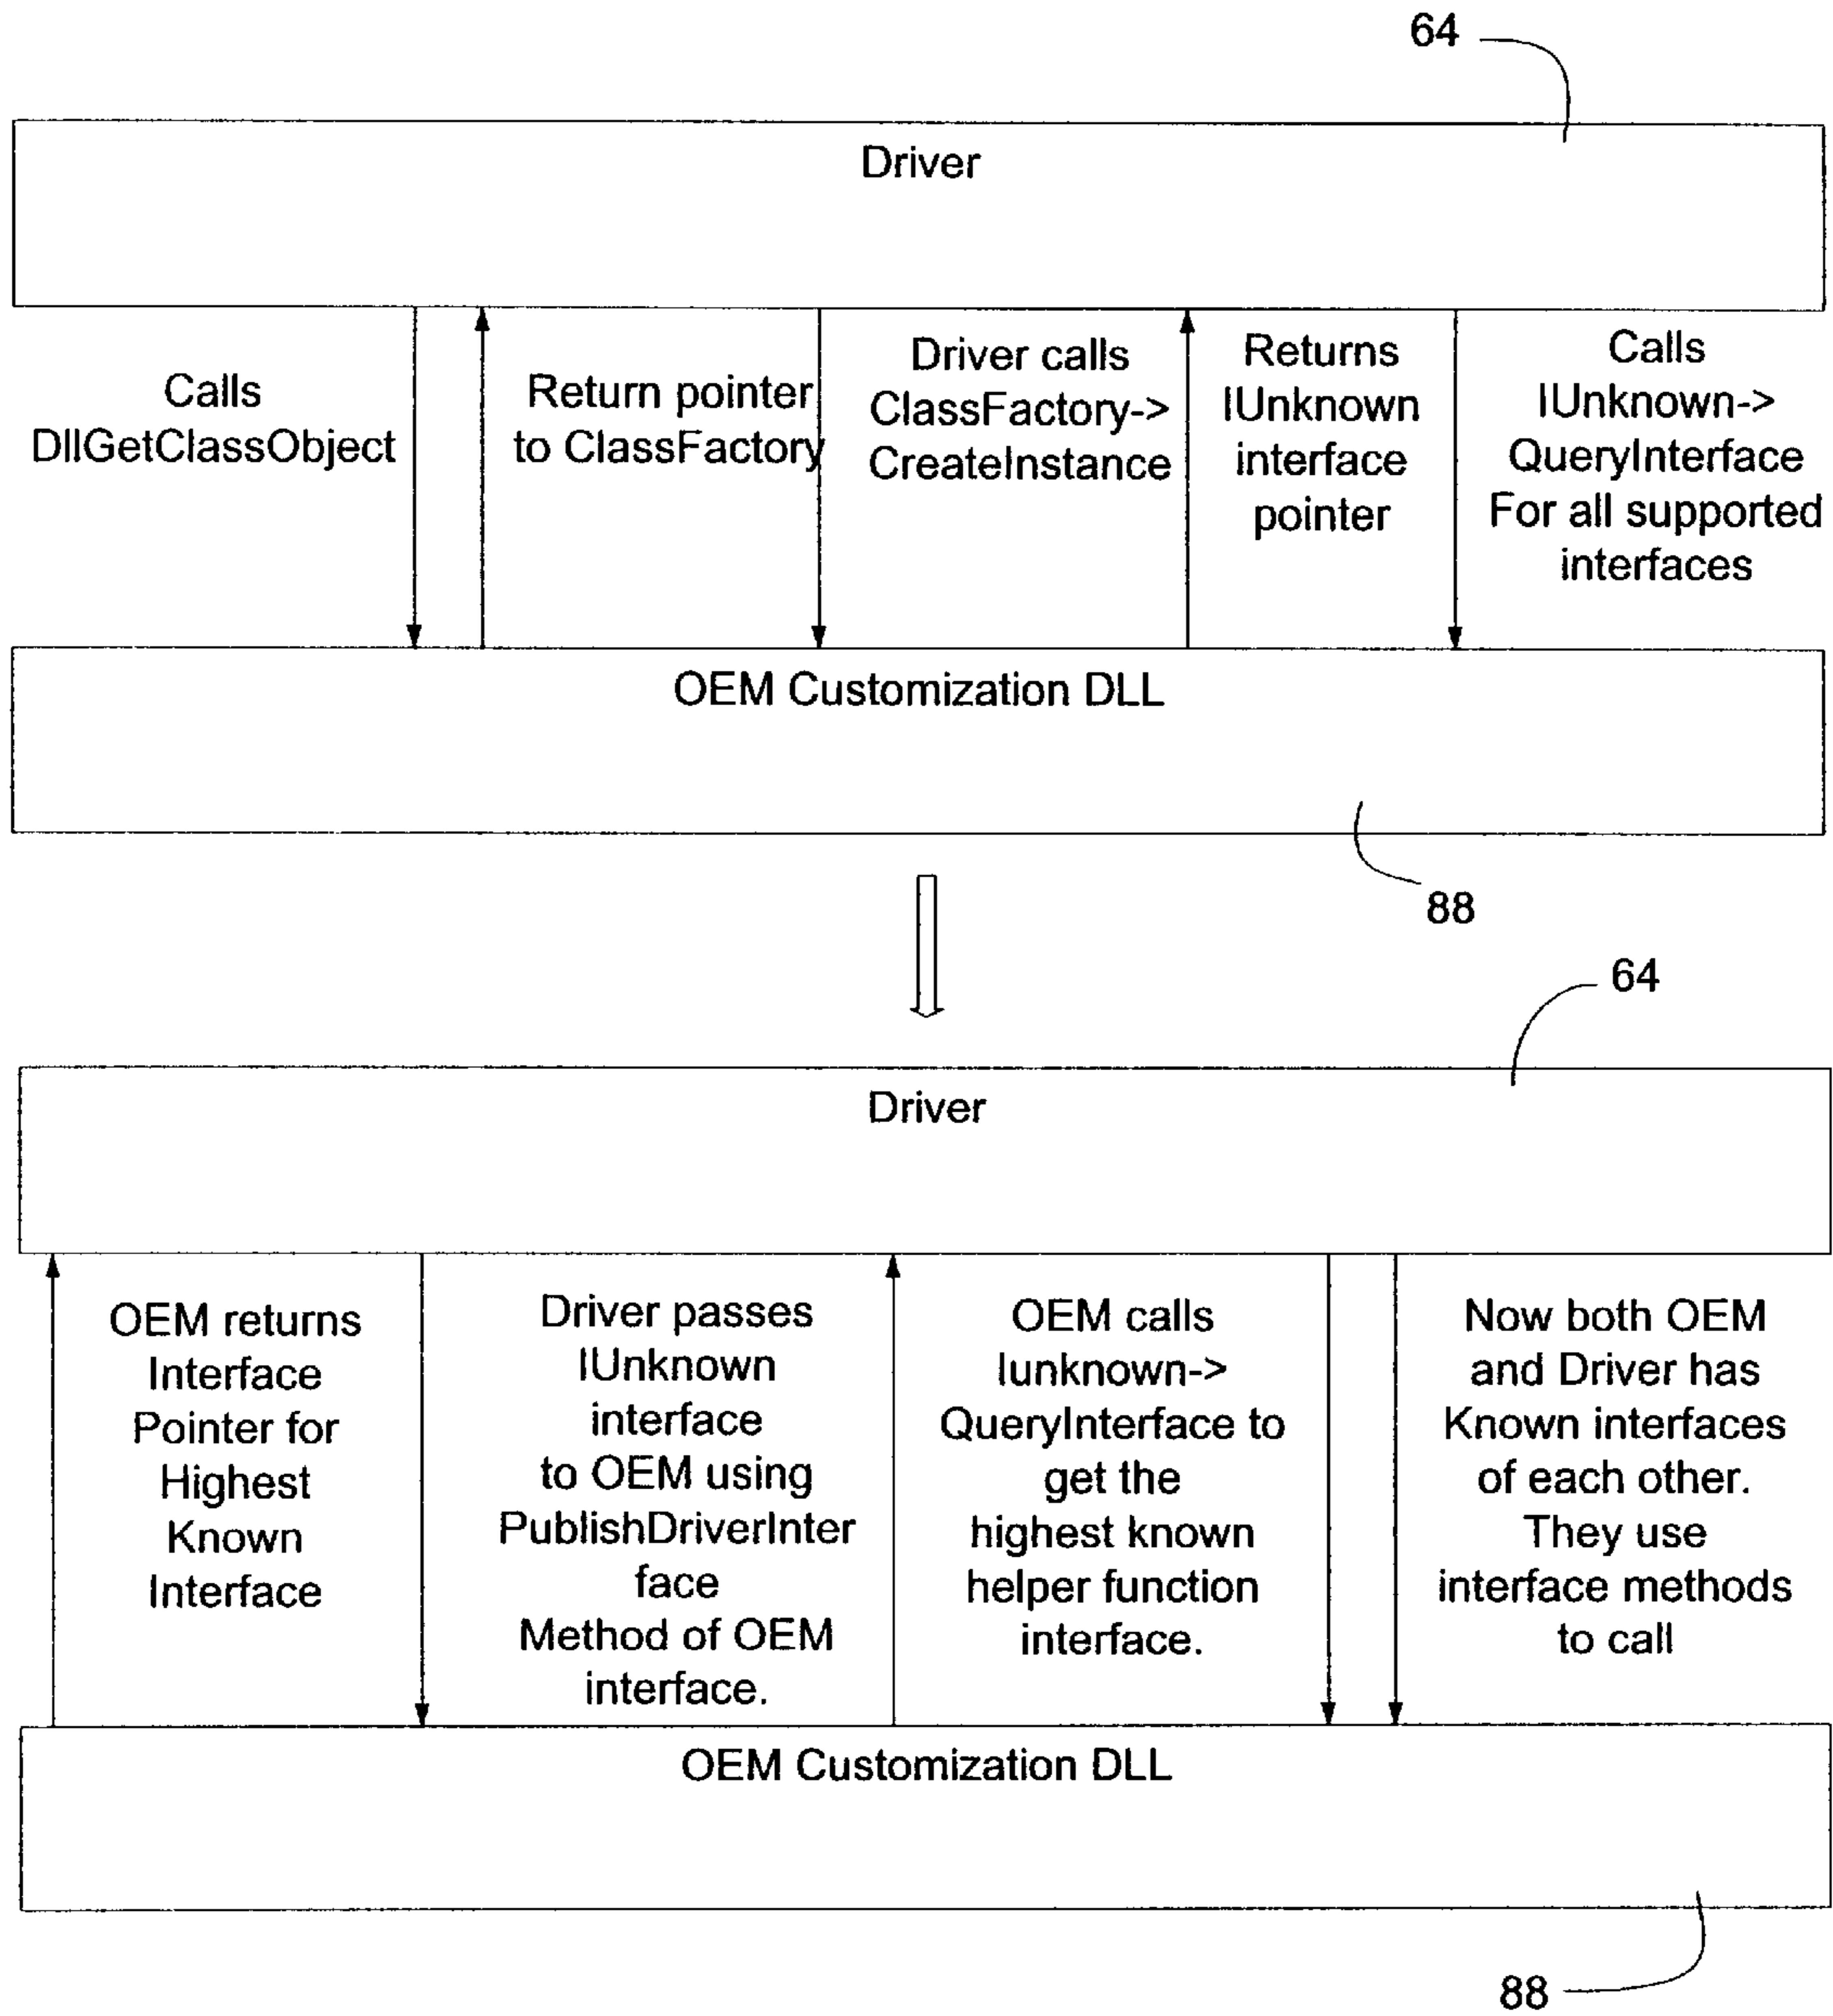 64
Driver
Calls
DllGetClassObject
Return pointer
to ClassFactory
Driver calls
ClassFactory->
CreateInstance
Returns
IUnknown
interface
pointer
Calls
IUnknown->
QueryInterface
For all supported
interfaces
OEM Customization DLL
88
64
Driver
OEM returns
Interface
Pointer for
Highest
Known
Interface
Driver passes
IUnknown
interface
to OEM using
PublishDriverInter
face
Method of OEM
interface.
OEM calls
Iunknown->
QueryInterface to
get the
highest known
helper function
interface.
Now both OEM
and Driver has
Known interfaces
of each other.
They use
interface methods
to call
OEM Customization DLL
88